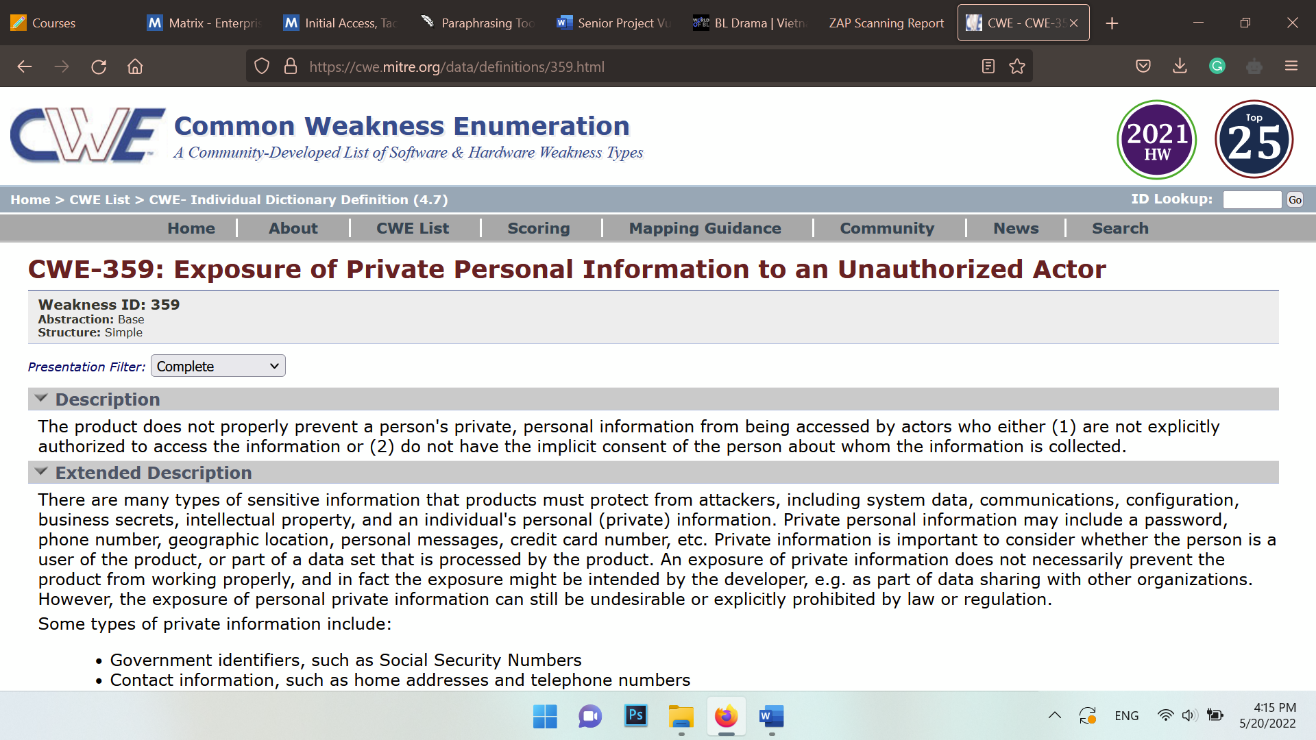 Courses
Matrix - Enterpris
Initial Access, Tac
Paraphrasing Too
Senior Project Vu
BL Drama | Vietn
ZAP Scanning Report
CWE - CWE-35
https://cwe.mitre.org/data/definitions/359.html
CWE
Common Weakness Enumeration
A Community-Developed List of Software & Hardware Weakness Types
2021
HW
Top
25
Home > CWE List > CWE- Individual Dictionary Definition (4.7)
ID Lookup:
Go
Home
About
CWE List
Scoring
Mapping Guidance
Community
News
Search
CWE-359: Exposure of Private Personal Information to an Unauthorized Actor
Weakness ID: 359
Abstraction: Base
Structure: Simple
Presentation Filter: Complete
Description
The product does not properly prevent a person's private, personal information from being accessed by actors who either (1) are not explicitly
authorized to access the information or (2) do not have the implicit consent of the person about whom the information is collected.
Extended Description
There are many types of sensitive information that products must protect from attackers, including system data, communications, configuration,
business secrets, intellectual property, and an individual's personal (private) information. Private personal information may include a password,
phone number, geographic location, personal messages, credit card number, etc. Private information is important to consider whether the person is a
user of the product, or part of a data set that is processed by the product. An exposure of private information does not necessarily prevent the
product from working properly, and in fact the exposure might be intended by the developer, e.g. as part of data sharing with other organizations.
However, the exposure of personal private information can still be undesirable or explicitly prohibited by law or regulation.
Some types of private information include:
• Government identifiers, such as Social Security Numbers
• Contact information, such as home addresses and telephone numbers
Ps
ENG
4:15 PM
5/20/2022